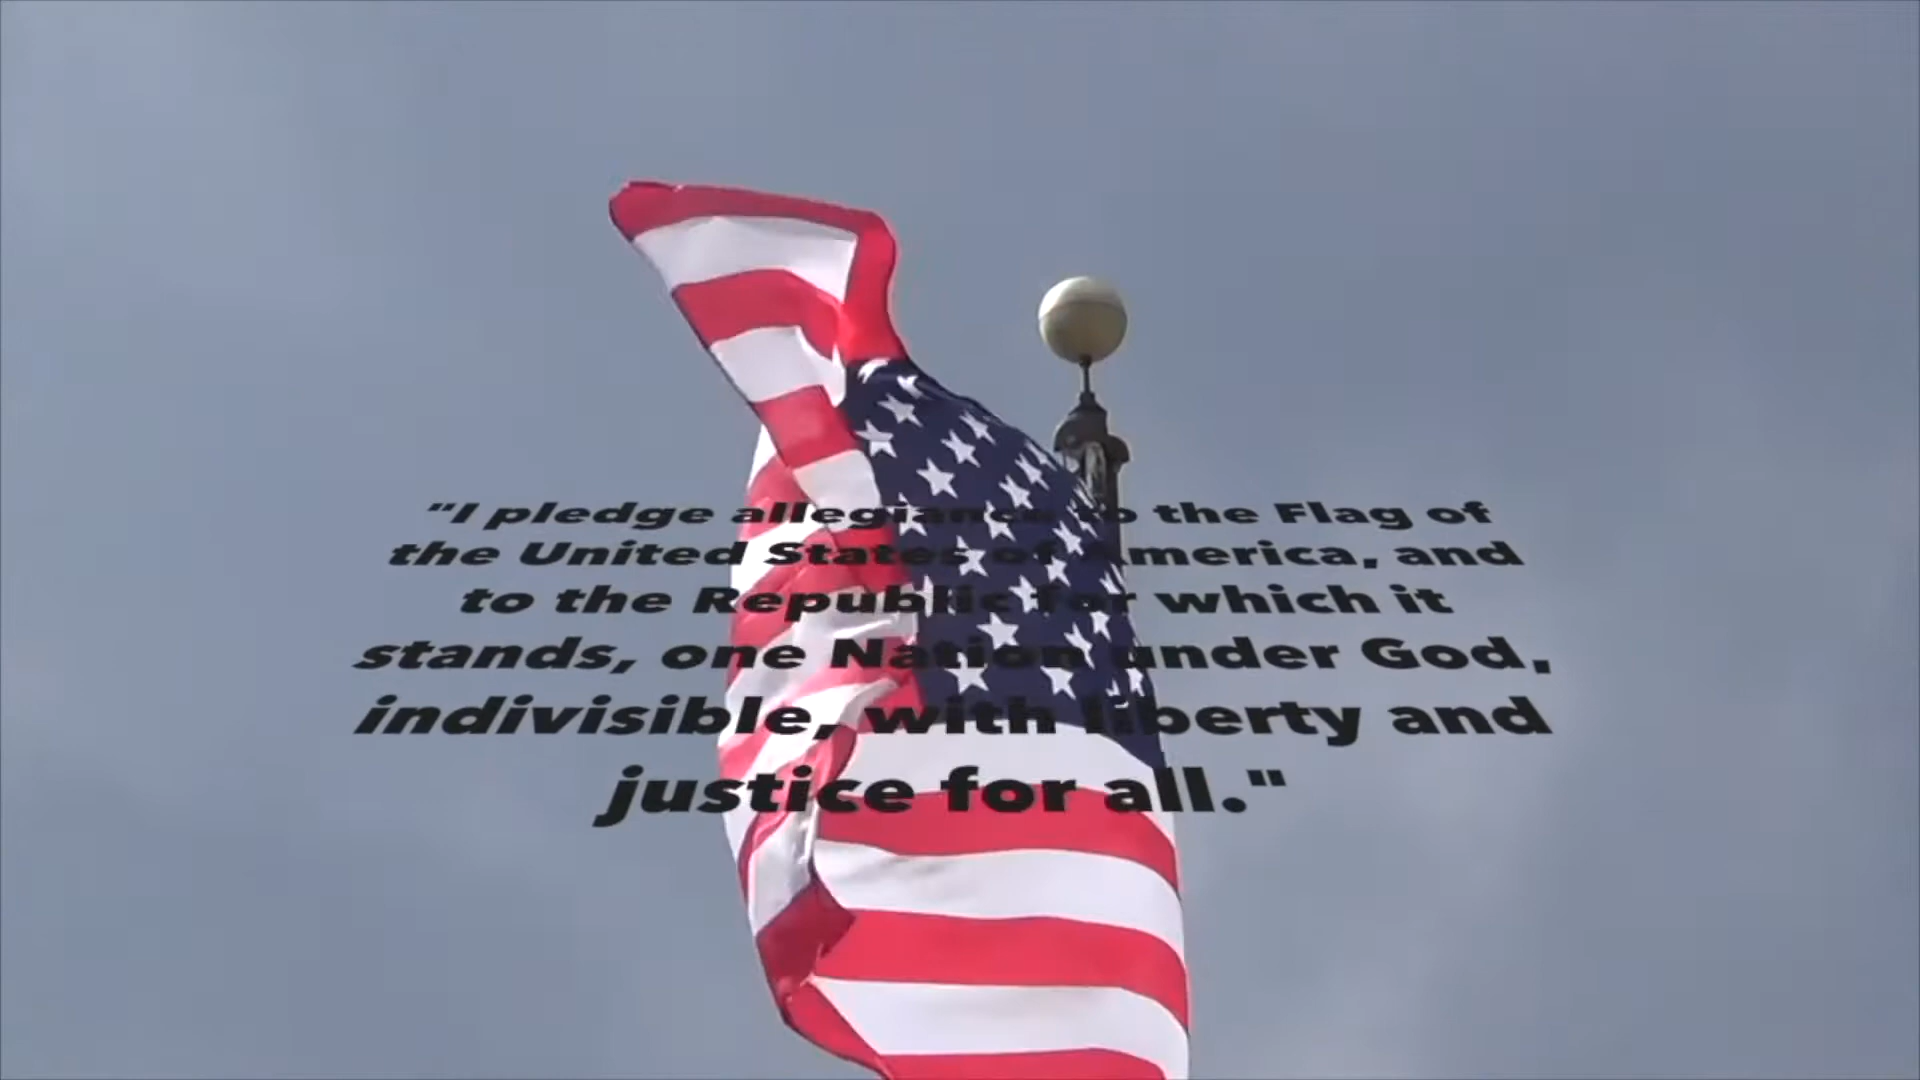 "I pledge allegiance to the Flag of
the United States of America, and
to the Republic for which it
stands, one Nation under God,
indivisible, with liberty and
justice for all."